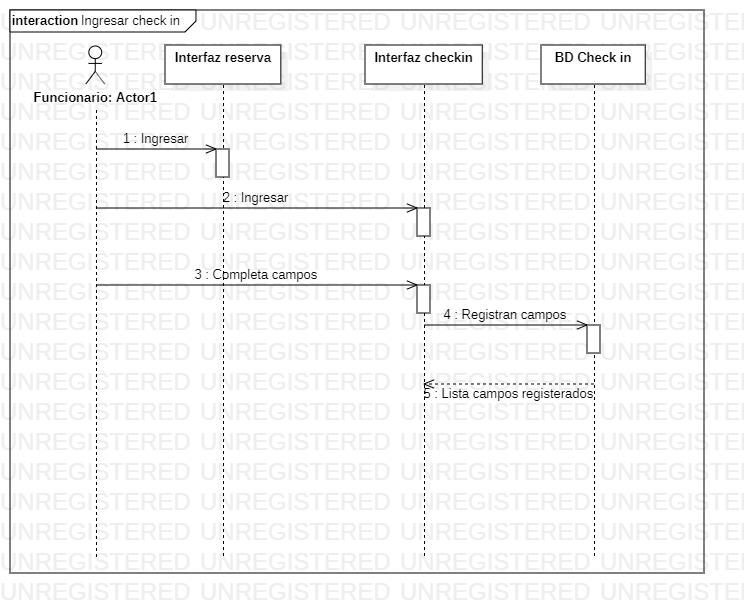 interaction Ingresar check in
Interfaz reserva
Interfaz checkin
BD Check in
Funcionario: Actor1
1 : Ingresar
2 : Ingresar
3 : Completa campos
4 : Registran campos
5 : Lista campos registerados
UNREGISTERED UNREGISTERED UNREGISTERED UNREGISTERED